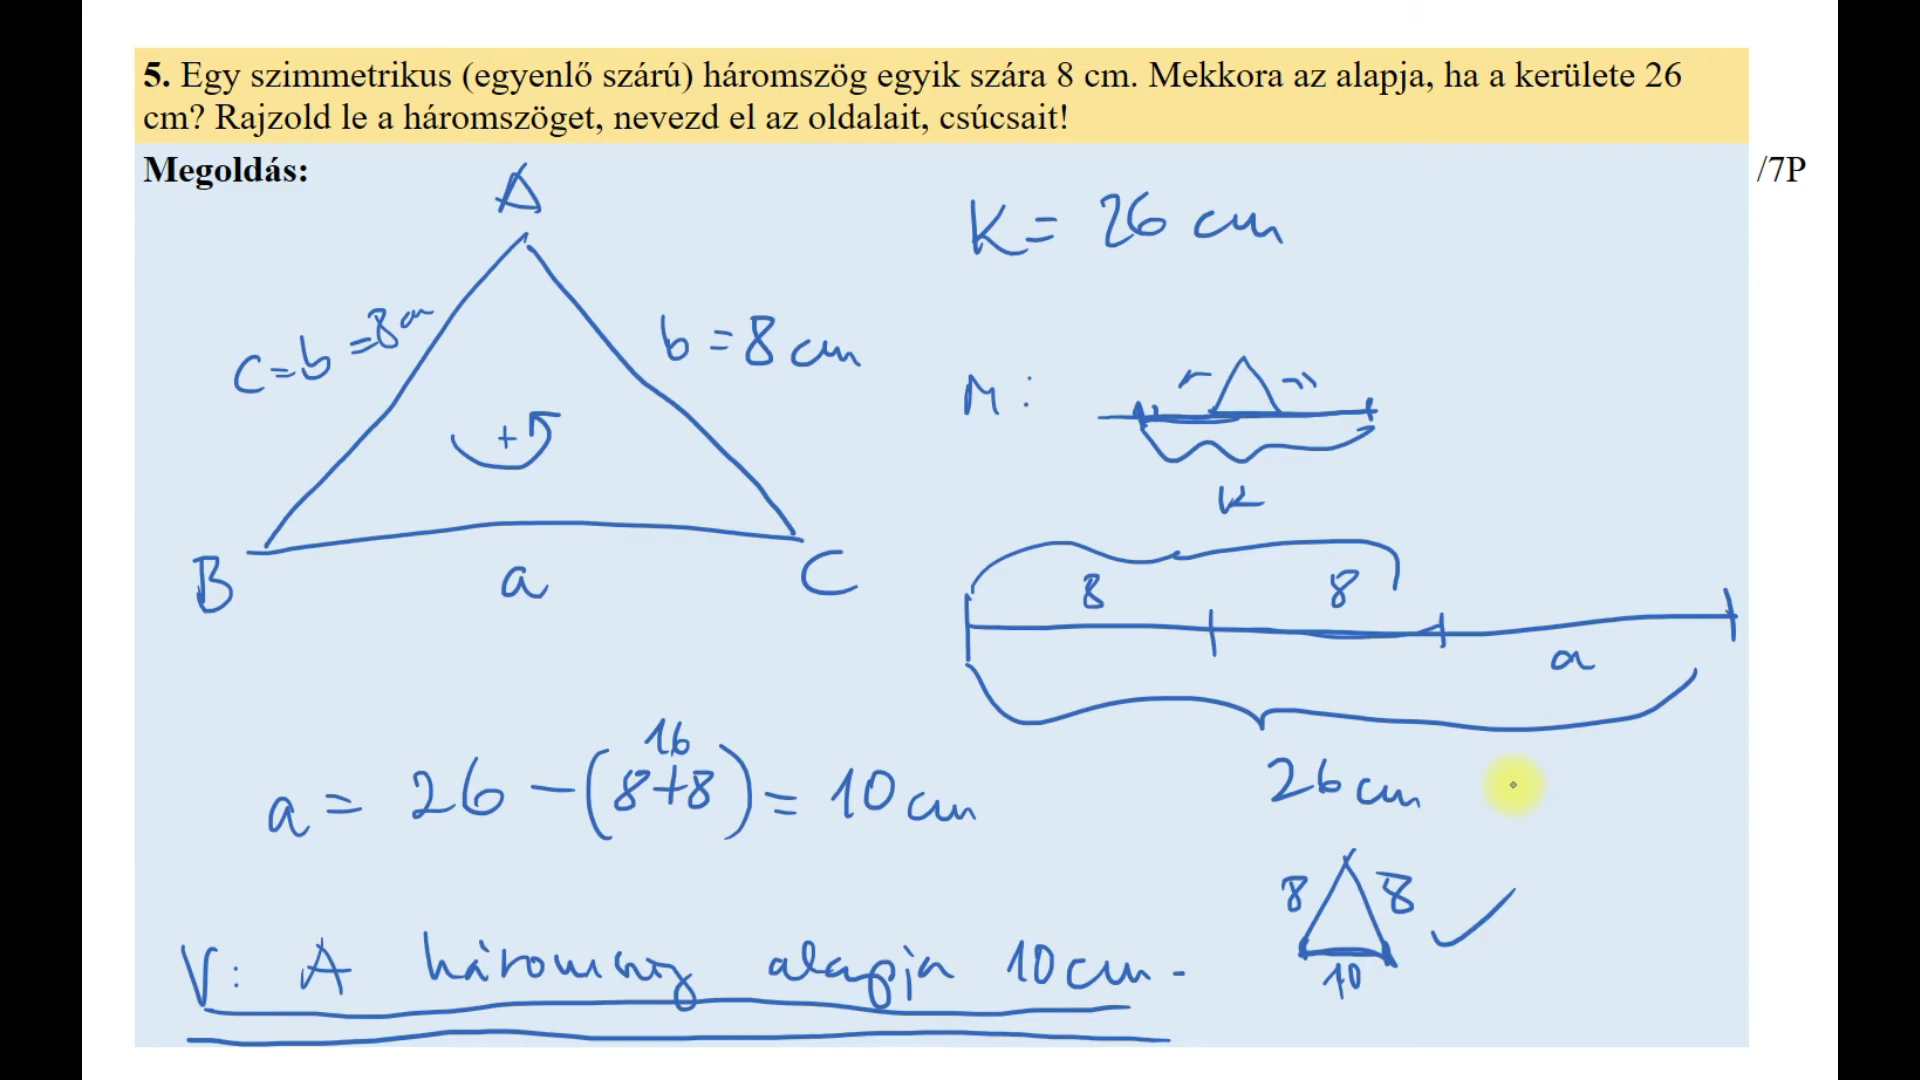 5. Egy szimmetrikus (egyenlő szárú) háromszög egyik szára 8 cm. Mekkora az alapja, ha a kerülete 26
cm? Rajzold le a háromszöget, nevezd el az oldalait, csúcsait!
Megoldás:
/7P
A
K = 26 cm
c = b = 8 cm
b = 8 cm
M:
+
K
B
a
C
8
8
a
26 cm
16
a = 26 - (8+8) = 10 cm
8
8
10
V: A háromszög alapja 10 cm.